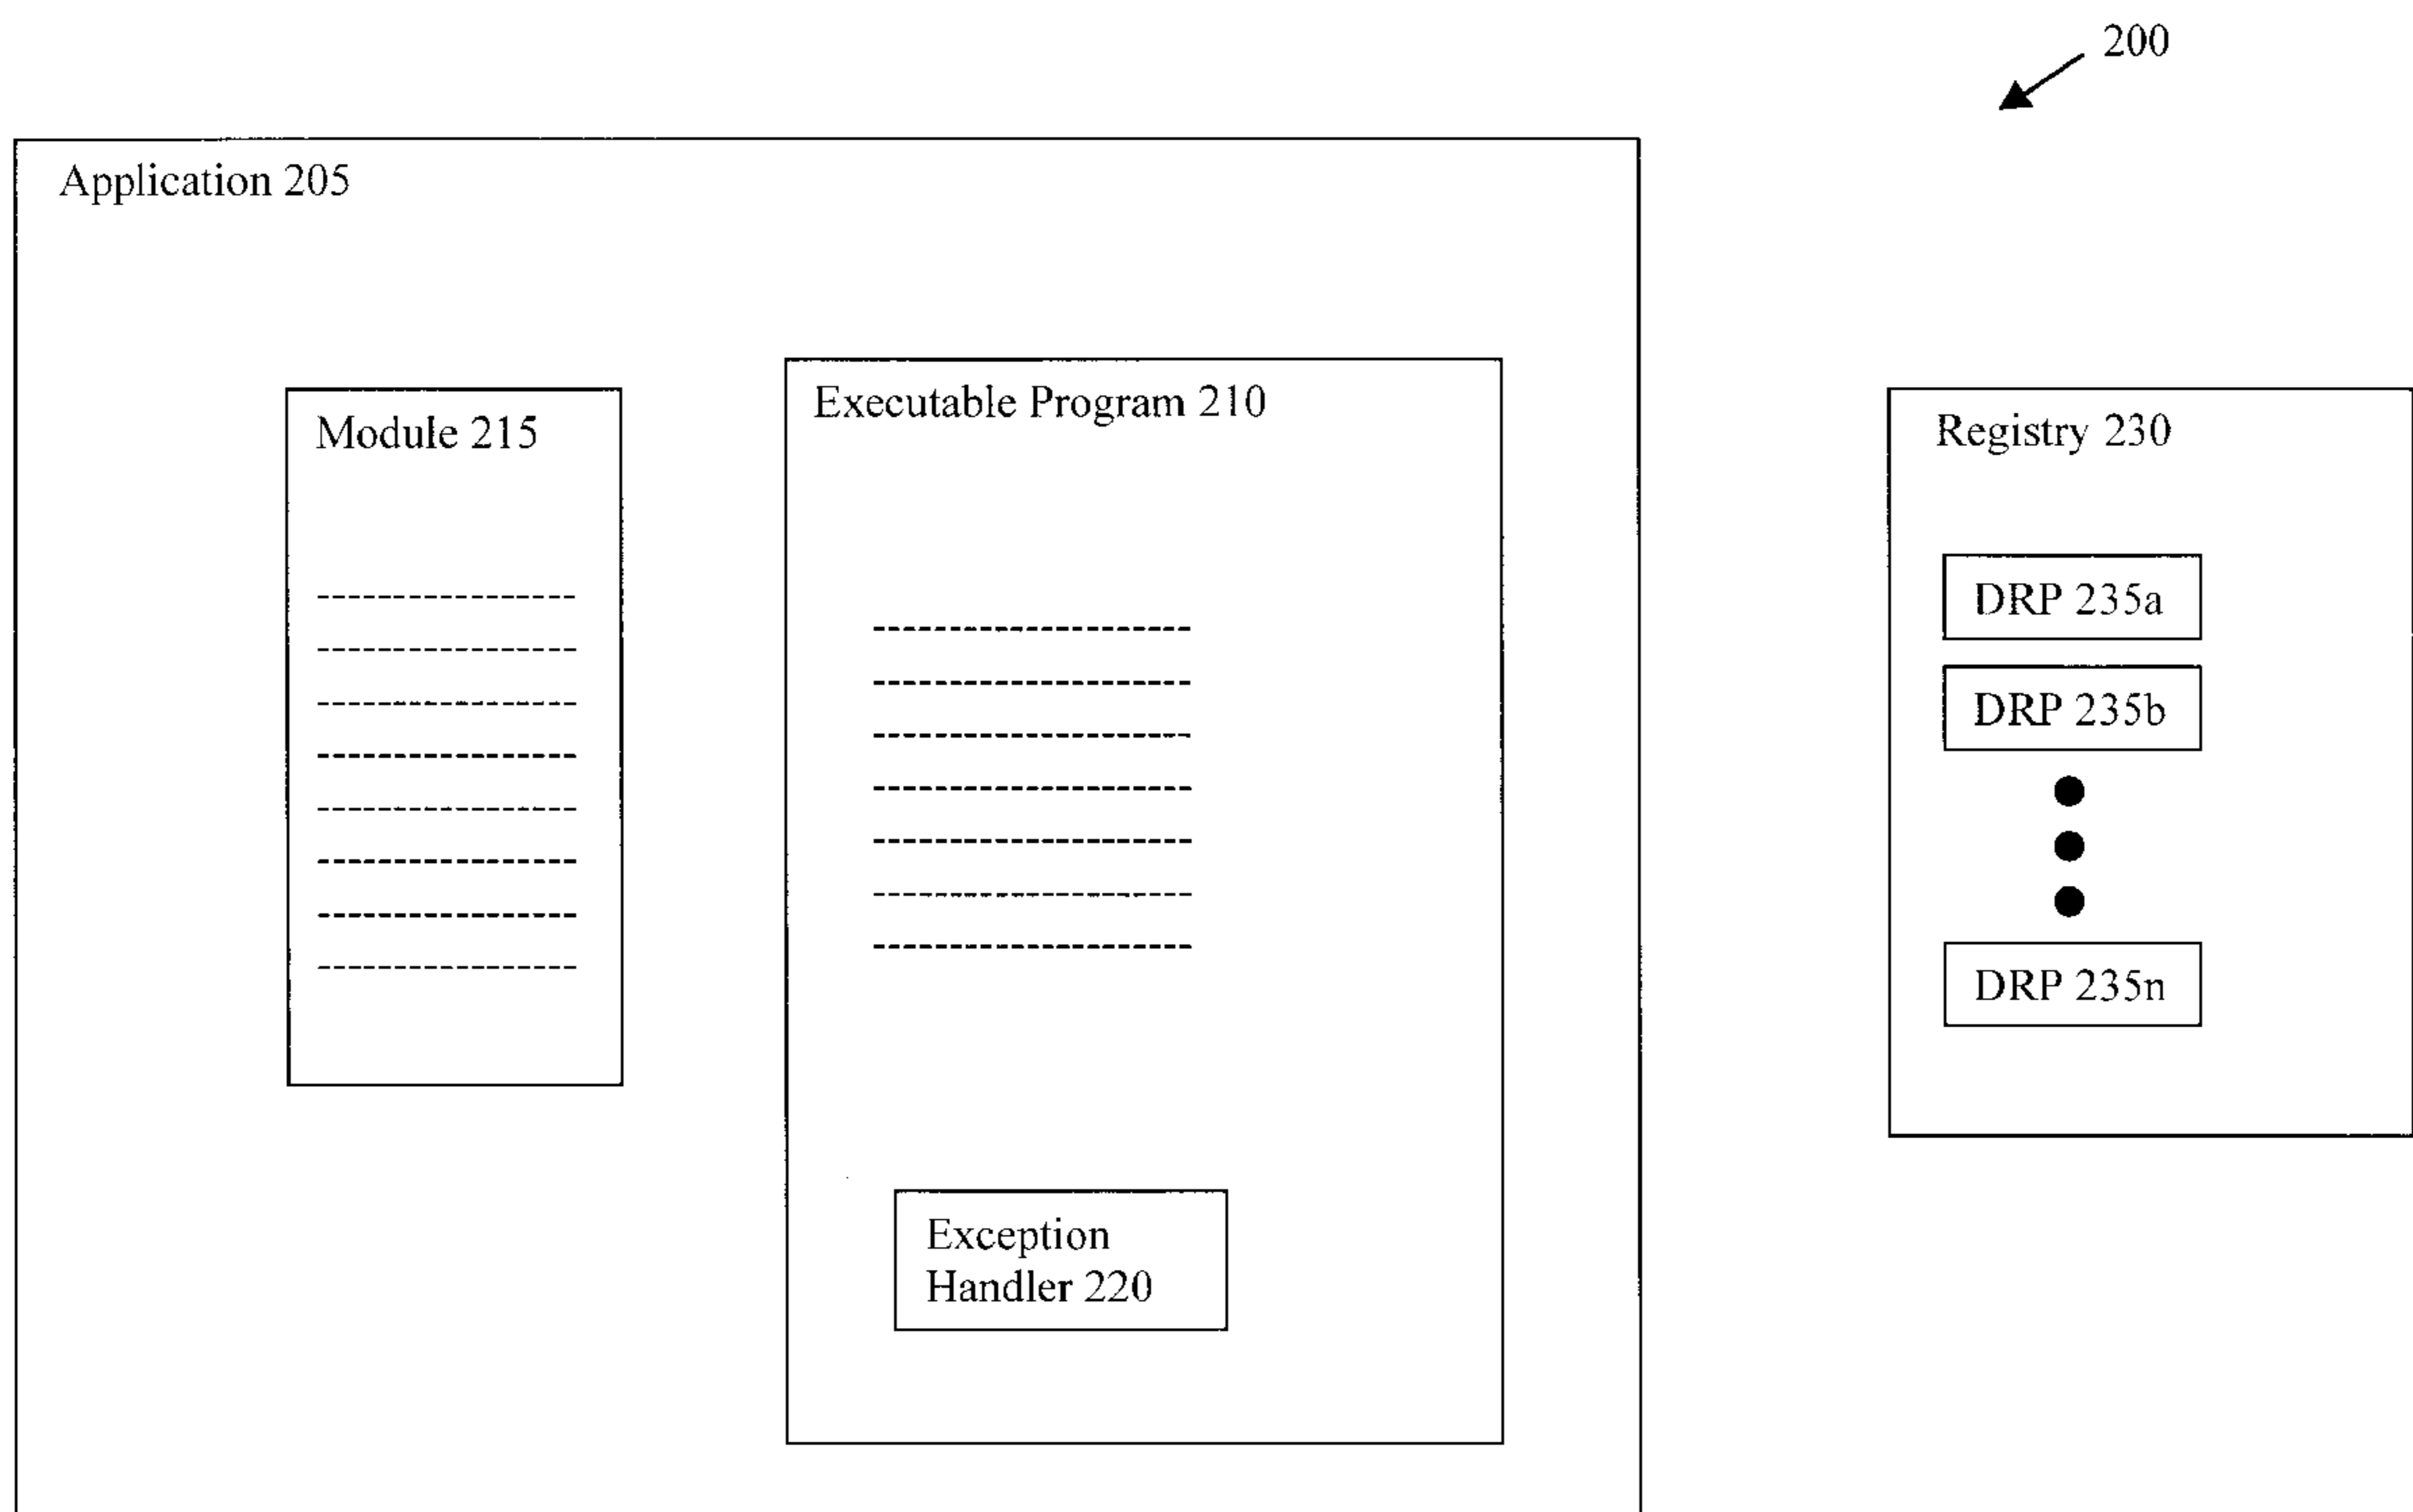 200
Application 205
Module 215
Executable Program 210
Exception
Handler 220
Registry 230
DRP 235a
DRP 235b
DRP 235n